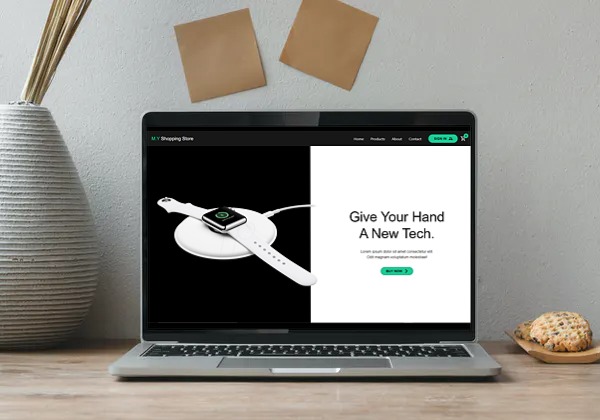 M.Y Shopping Store
Home Products About Contact SIGN IN
Give Your Hand
A New Tech.
Lorem ipsum dolor sit amet consectetur elit.
Odit magnam voluptatum molestiae!
BUY NOW